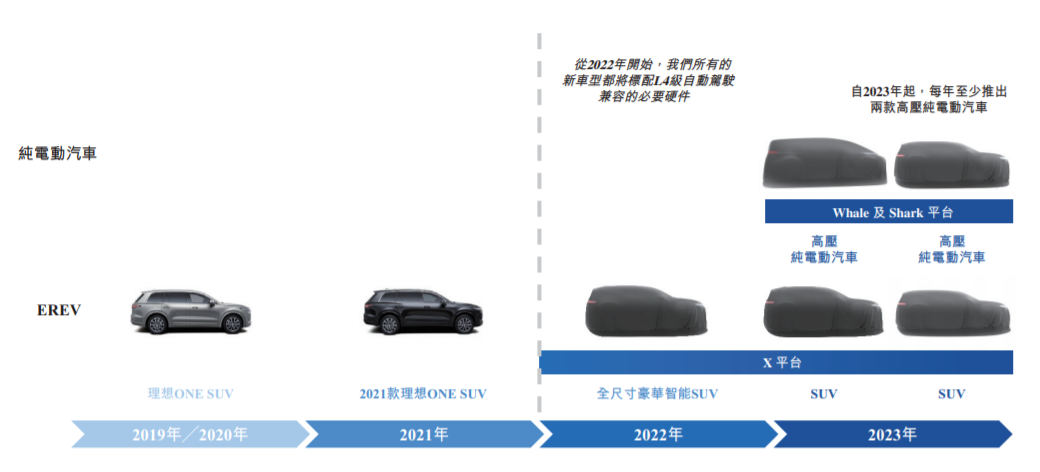 從2022年開始，我們所有的
新車型都將標配L4級自動駕駛
兼容的必要硬件
自2023年起，每年至少推出
兩款高壓純電動汽車
純電動汽車
Whale 及 Shark 平台
高壓
純電動汽車
高壓
純電動汽車
EREV
X 平台
理想ONE SUV
2021款理想ONE SUV
全尺寸豪華智能SUV
SUV
SUV
2019年／2020年
2021年
2022年
2023年